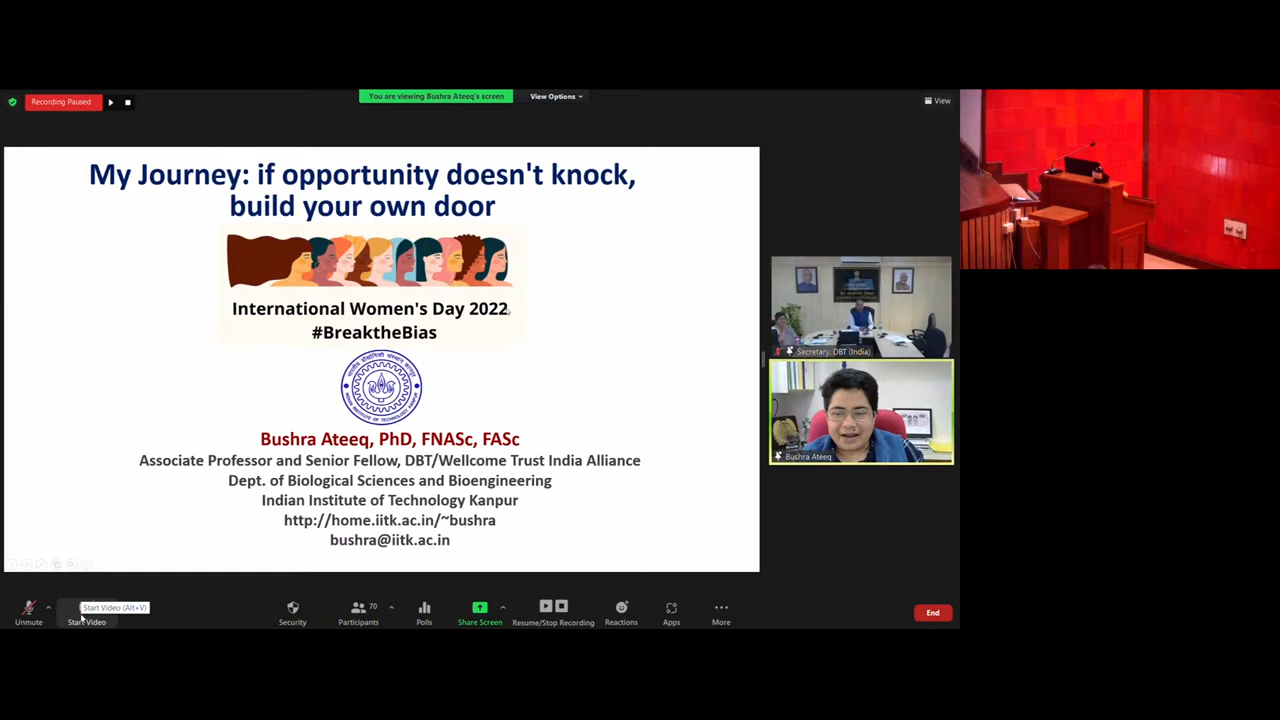 Recording Paused
You are viewing Bushra Ateeq's screen
View Options
View
My Journey: if opportunity doesn't knock,
build your own door
International Women's Day 2022
#BreaktheBias
Bushra Ateeq, PhD, FNASc, FASc
Associate Professor and Senior Fellow, DBT/Wellcome Trust India Alliance
Dept. of Biological Sciences and Bioengineering
Indian Institute of Technology Kanpur
http://home.iitk.ac.in/~bushra
bushra@iitk.ac.in
Secretary, DBT (India)
Bushra Ateeq
Start Video (Alt+V)
70
Unmute
Start Video
Security
Participants
Polls
Share Screen
Resume/Stop Recording
Reactions
Apps
More
End